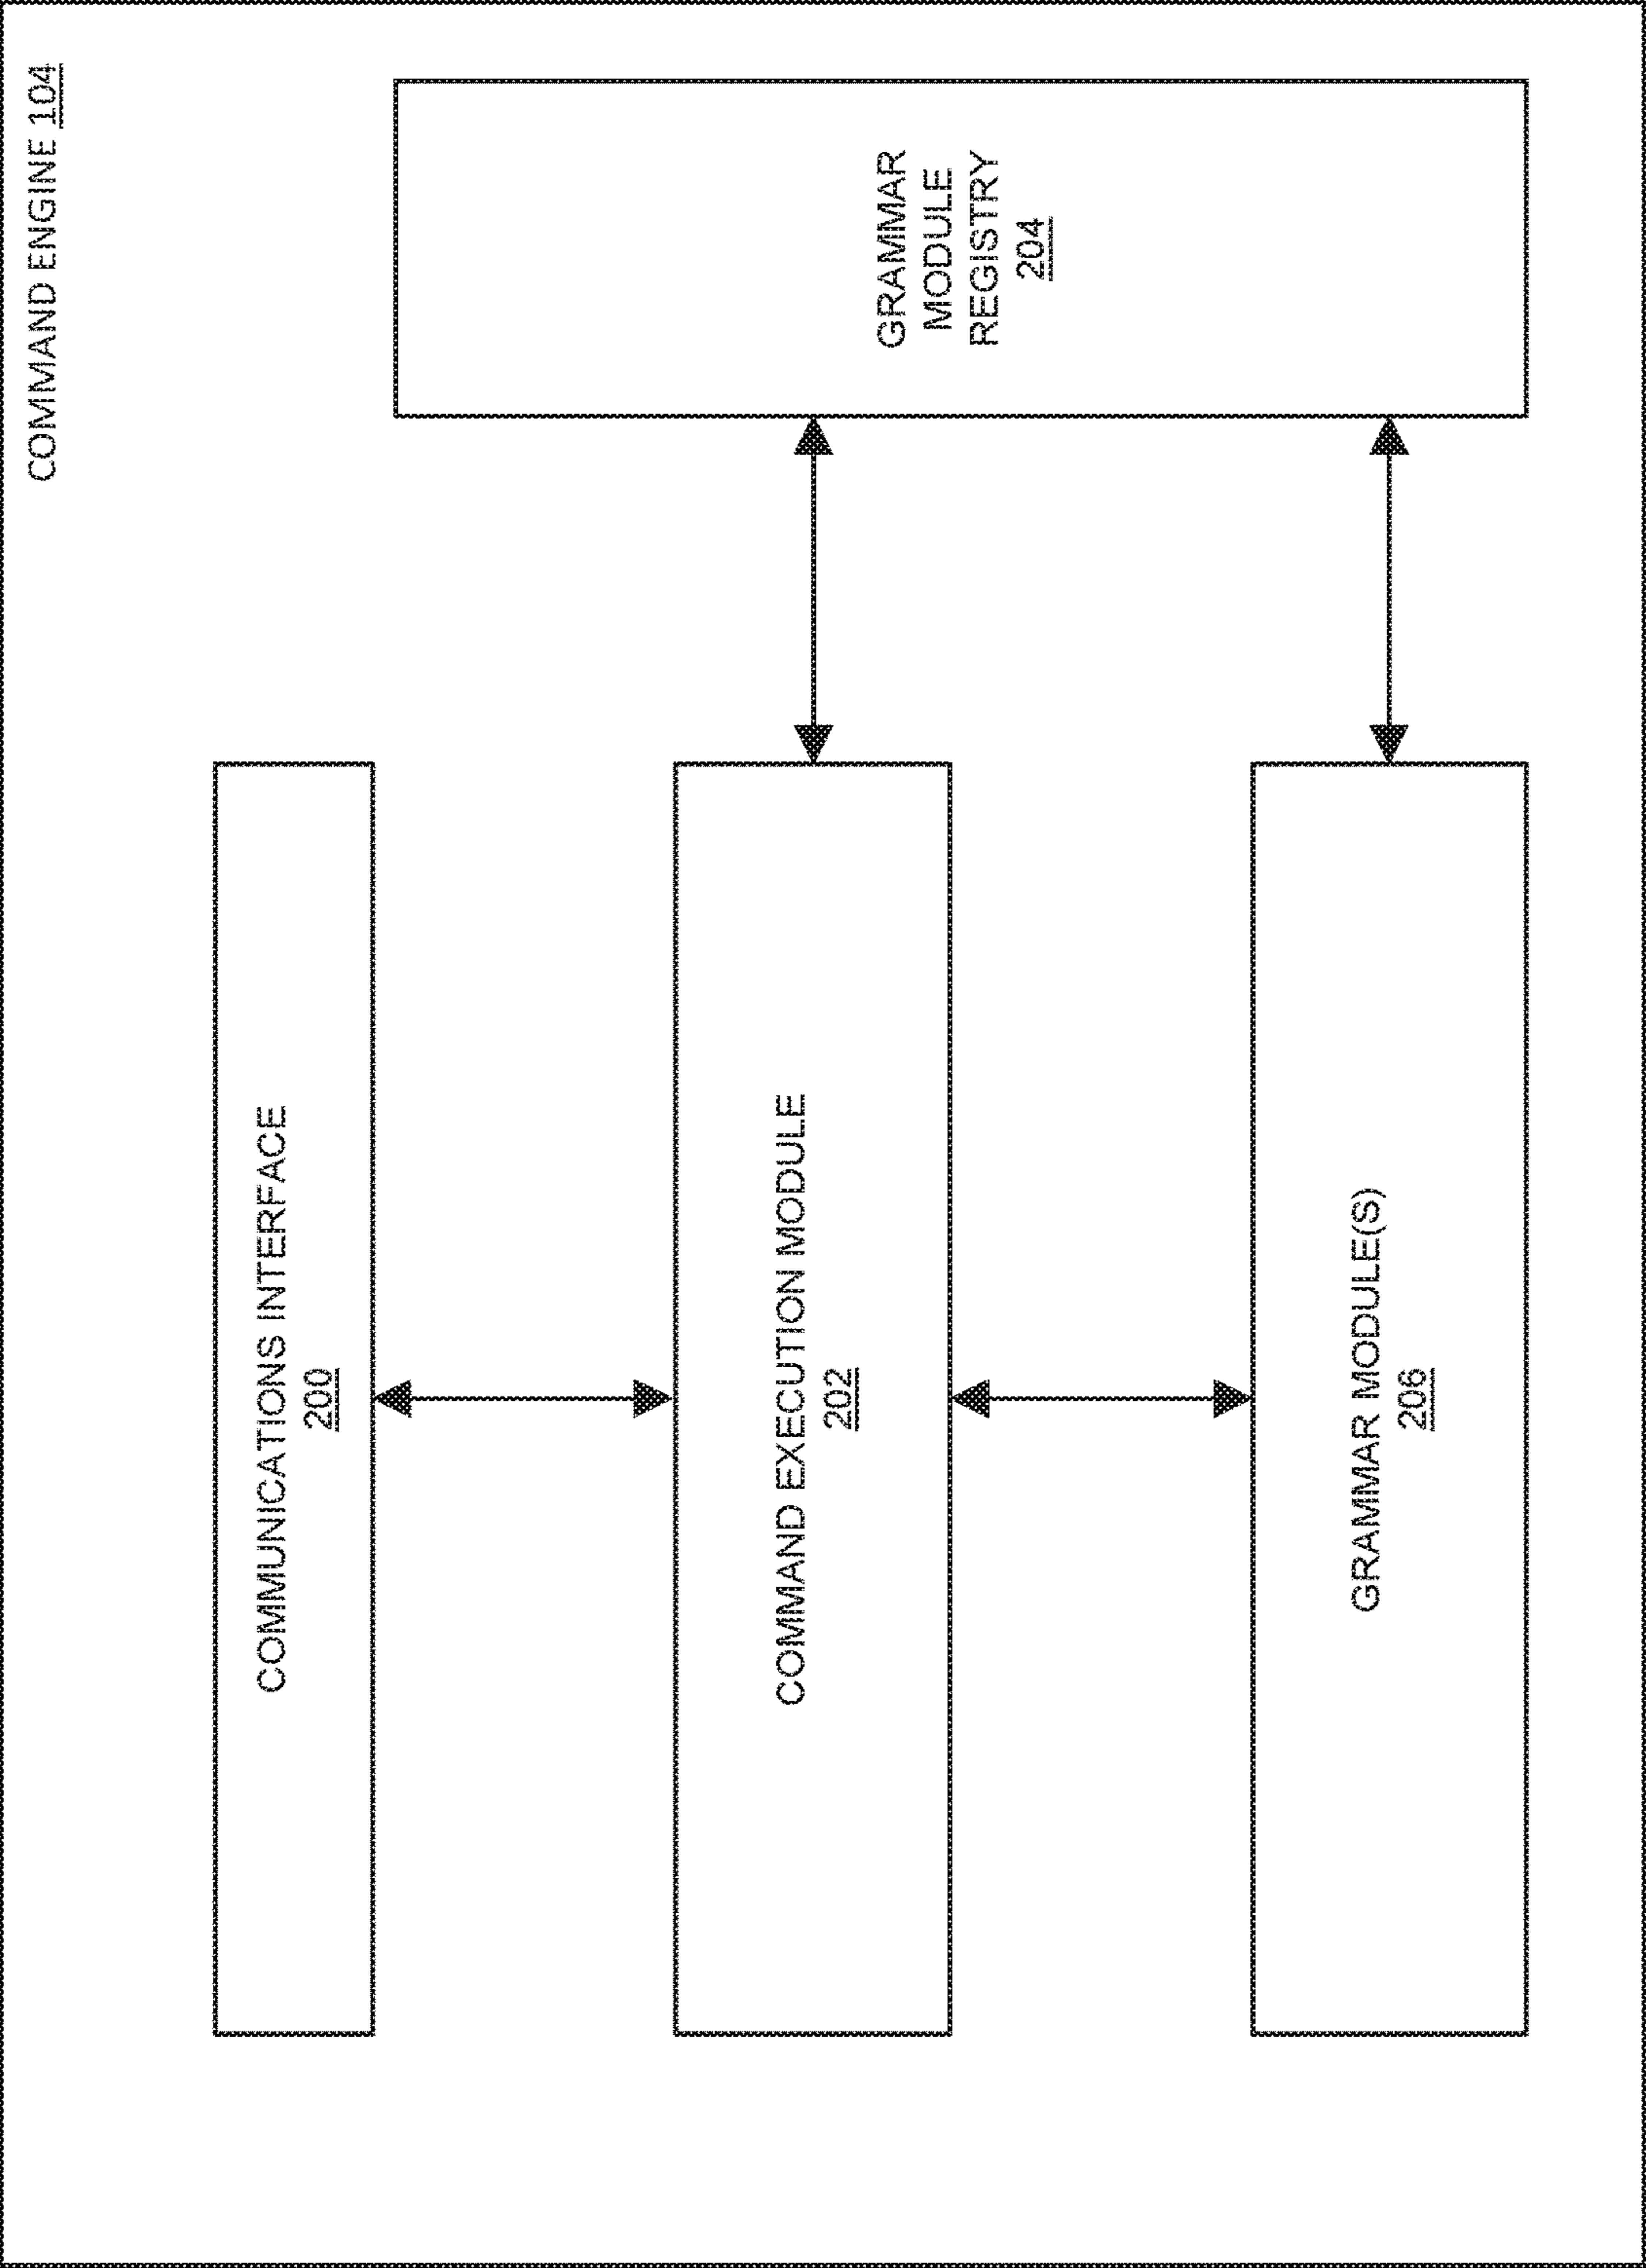 COMMAND ENGINE 104
COMMUNICATIONS INTERFACE
200
COMMAND EXECUTION MODULE
202
GRAMMAR
MODULE
REGISTRY
204
GRAMMAR MODULE(S)
206